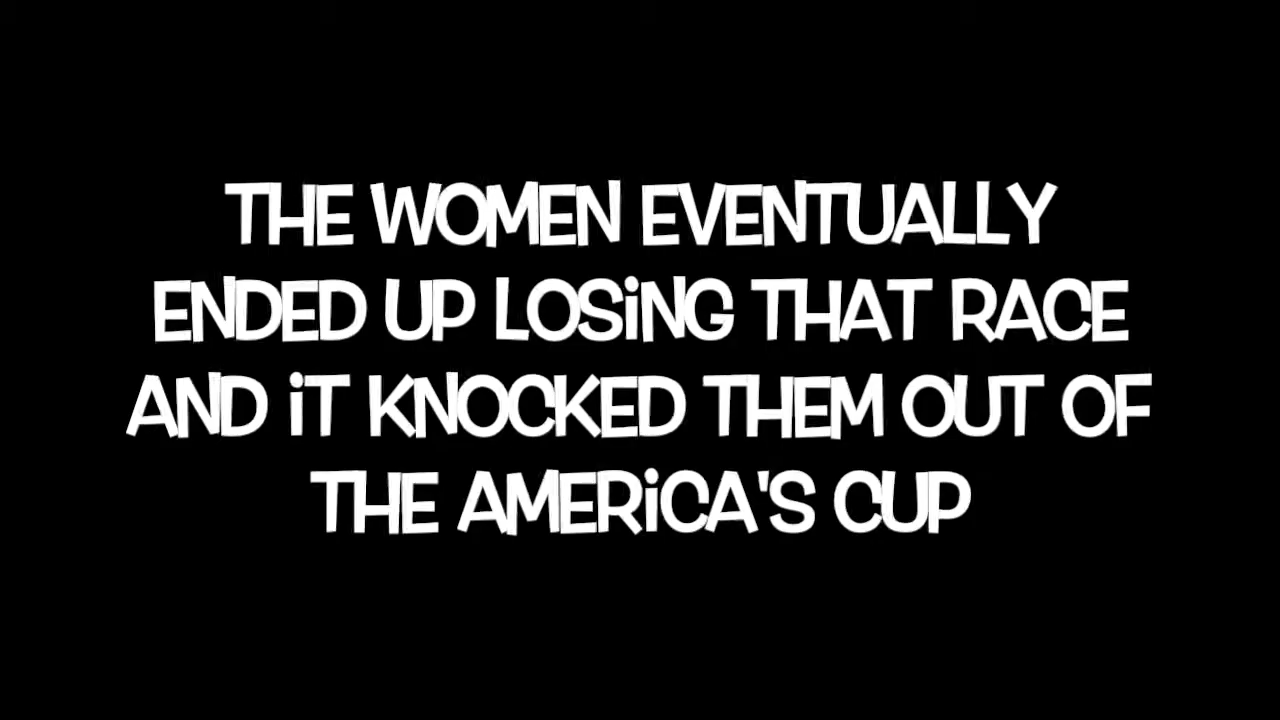 THE WOMEN EVENTUALLY
ENDED UP LOSiNG THAT RACE
AND iT KNOCKED THEM OUT OF
THE AMERiCA'S CUP